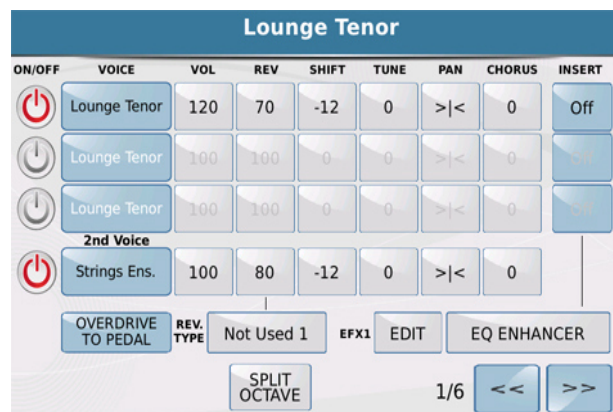 Lounge Tenor
ON/OFF VOICE VOL REV SHIFT TUNE PAN CHORUS INSERT
Lounge Tenor 120 70 -12 0 >|< 0 Off
Lounge Tenor 100 100 0 0 >|< 0 Off
Lounge Tenor 100 100 0 0 >|< 0 Off
2nd Voice
Strings Ens. 100 80 -12 0 >|< 0
OVERDRIVE TO PEDAL REV. TYPE Not Used 1 EFX1 EDIT EQ ENHANCER
SPLIT OCTAVE 1/6 << >>